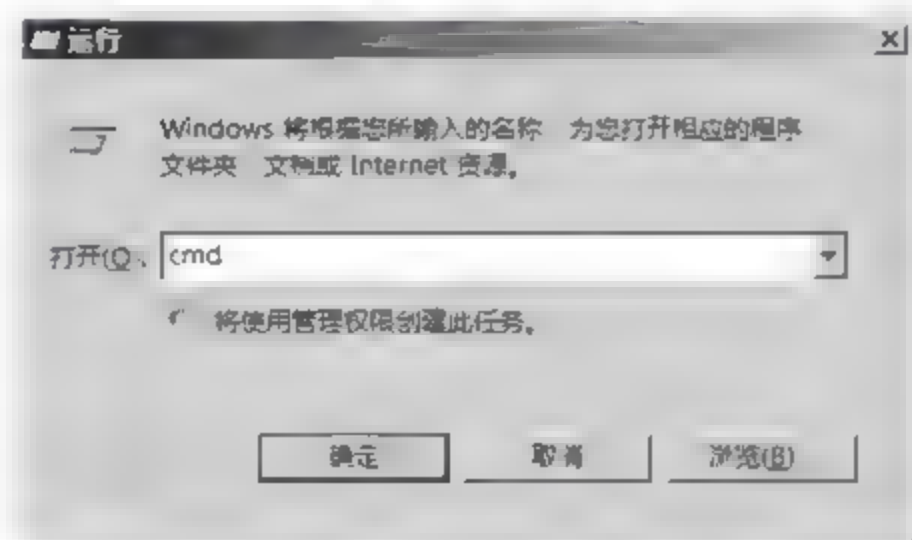 运行
Windows 将根据您所输入的名称 为您打开相应的程序
文件夹 文档或 Internet 资源。
打开(O
cmd
将使用管理权限创建此任务。
确定
取消
浏览(B)